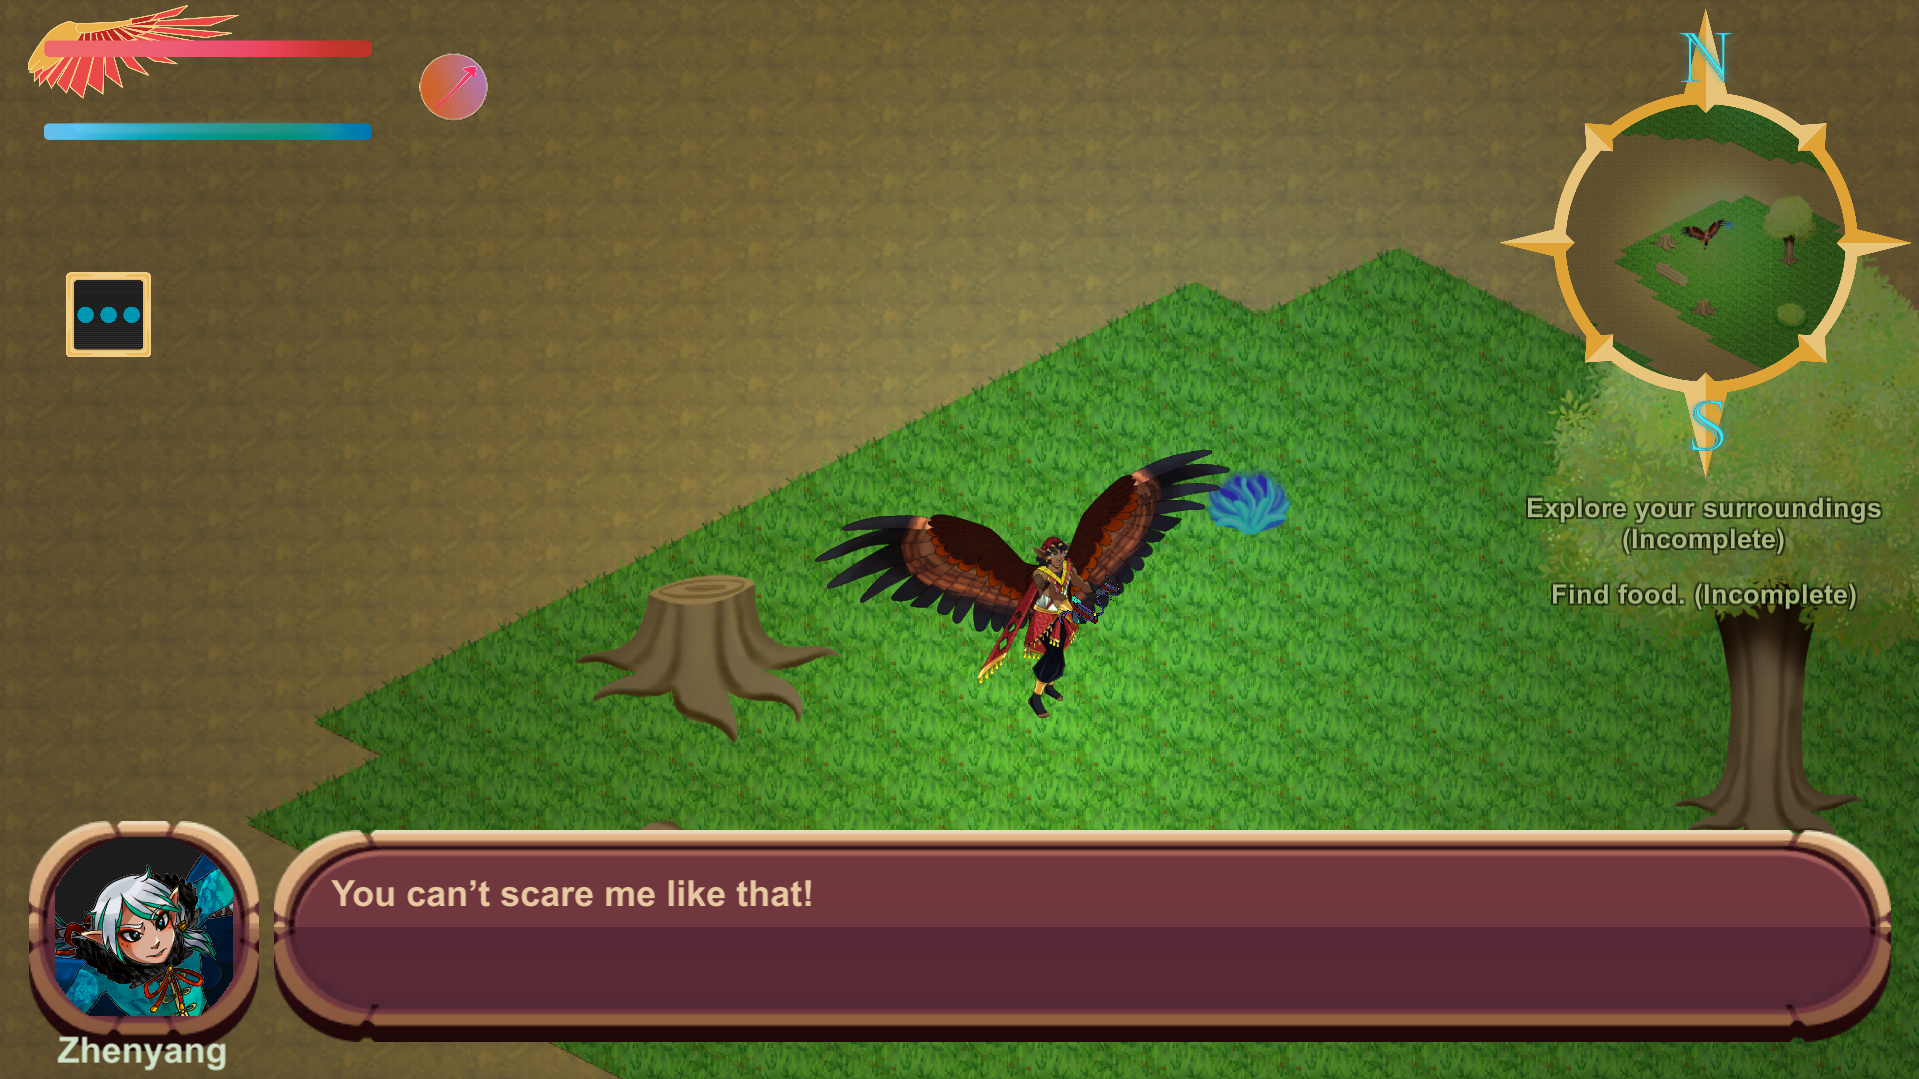 N
S
Explore your surroundings
(Incomplete)
Find food. (Incomplete)
You can’t scare me like that!
Zhenyang